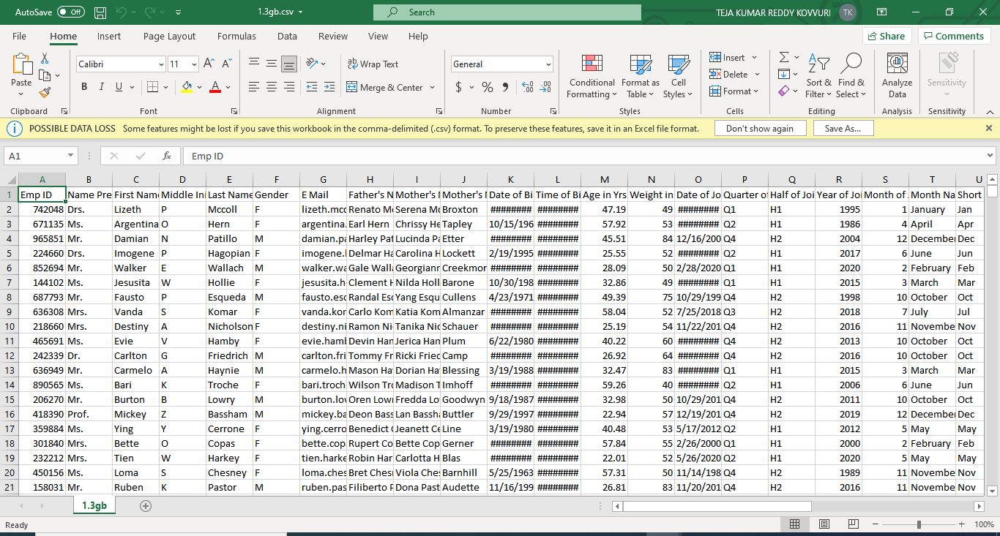 AutoSave Off 1.3gb.csv Search TEJA KUMAR REDDY KOVVURI TK
File Home Insert Page Layout Formulas Data Review View Help Share Comments
Paste Calibri 11 A A Wrap Text General Conditional Formatting Format as Table Cell Styles Insert Sort & Filter Find & Select Analyze Data Sensitivity
B I U A Merge & Center $ % Delete
Format
Clipboard Font Alignment Number Styles Cells Editing Analysis Sensitivity
POSSIBLE DATA LOSS Some features might be lost if you save this workbook in the comma-delimited (.csv) format. To preserve these features, save it in an Excel file format. Don't show again Save As...
A1 fx Emp ID
A B C D E F G H I J K L M N O P Q R S T U
1 Emp ID Name Pre First Name Middle Ini Last Name Gender E Mail Father's N Mother's Mother's Date of Bi Time of Bi Age in Yrs Weight in Date of Jo Quarter of Half of Joi Year of Joi Month of Month Na Short
2 742048 Drs. Lizeth P Mccoll F lizeth.mcc Renato M Serena Mc Broxton ######## ######## 47.19 49 ######## Q1 H1 1995 1 January Jan
3 671135 Ms. Argentina O Hern F argentina. Earl Hern Chrissy He Tapley 10/15/196 ######## 57.92 53 ######## Q2 H1 1986 4 April Apr
4 965851 Mr. Damian N Patillo M damian.pa Harley Pat Lucinda Pa Etter ######## ######## 45.51 84 12/16/200 Q4 H2 2004 12 December Dec
5 224660 Drs. Imogene P Hagopian F imogene. Delmar Ha Carolina H Lockett 2/19/1995 ######## 25.55 52 ######## Q2 H1 2017 6 June Jun
6 852694 Mr. Walker E Wallach M walker.wa Gale Walla Georgiann Creekmor ######## ######## 28.09 50 2/28/2020 Q1 H1 2020 2 February Feb
7 144102 Ms. Jesusita W Hollie F jesusita.h Clement H Nilda Holl Barone 10/30/198 ######## 32.86 49 ######## Q1 H1 2015 3 March Mar
8 687793 Mr. Fausto P Esqueda M fausto.esq Randal Esq Yang Esqu Cullens 4/23/1971 ######## 49.39 75 10/29/199 Q4 H2 1998 10 October Oct
9 636308 Mrs. Vanda S Komar F vanda.kor Carlo Kom Katia Kom Almanzar ######## ######## 58.04 52 7/25/2018 Q3 H2 2018 7 July Jul
10 218660 Mrs. Destiny A Nicholson F destiny.ni Ramon Ni Tanika Nic Schauer ######## ######## 25.19 54 11/22/201 Q4 H2 2016 11 Novembe Nov
11 465691 Ms. Evie V Hamby F evie.hamb Devin Han Jerica Han Plum 6/22/1980 ######## 40.22 60 ######## Q4 H2 2013 10 October Oct
12 242339 Dr. Carlton G Friedrich M carlton.fri Tommy Fr Ricki Fried Camp ######## ######## 26.92 64 ######## Q4 H2 2016 10 October Oct
13 636949 Mr. Carmelo A Haynie M carmelo.h Mason Ha Dorian Ha Blessing 3/19/1988 ######## 32.47 83 ######## Q1 H1 2015 3 March Mar
14 890565 Ms. Bari K Troche F bari.troch Wilson Tro Madison T Imhoff ######## ######## 59.26 40 ######## Q2 H1 2006 6 June Jun
15 206270 Mr. Burton B Lowry M burton.lov Oren Lowr Fredda Lo Goodwyn 9/18/1987 ######## 32.98 50 10/29/201 Q4 H2 2011 10 October Oct
16 418390 Prof. Mickey Z Bassham M mickey.ba Deon Bass Lan Bassha Buttler 9/29/1997 ######## 22.94 57 12/19/201 Q4 H2 2019 12 December Dec
17 359884 Ms. Ying Y Cerrone F ying.cerro Benedict C Jeanett Ce Line 3/19/1980 ######## 40.48 53 5/17/2012 Q2 H1 2012 5 May May
18 301840 Mrs. Bette O Copas F bette.cop Rupert Co Bette Cop Gerner ######## ######## 57.84 55 2/26/2000 Q1 H1 2000 2 February Feb
19 232212 Mrs. Tien W Harkey F tien.harke Robin Har Carlotta H Blas ######## ######## 22.01 52 5/26/2020 Q2 H1 2020 5 May May
20 450156 Ms. Loma S Chesney F loma.ches Bret Chesn Viola Ches Barnhill 5/25/1963 ######## 57.31 50 11/14/198 Q4 H2 1989 11 Novembe Nov
21 158031 Mr. Ruben K Pastor M ruben.pas Filiberto P Dona Past Audette 11/16/199 ######## 26.81 83 11/20/201 Q4 H2 2016 11 Novembe Nov
1.3gb
Ready 100%